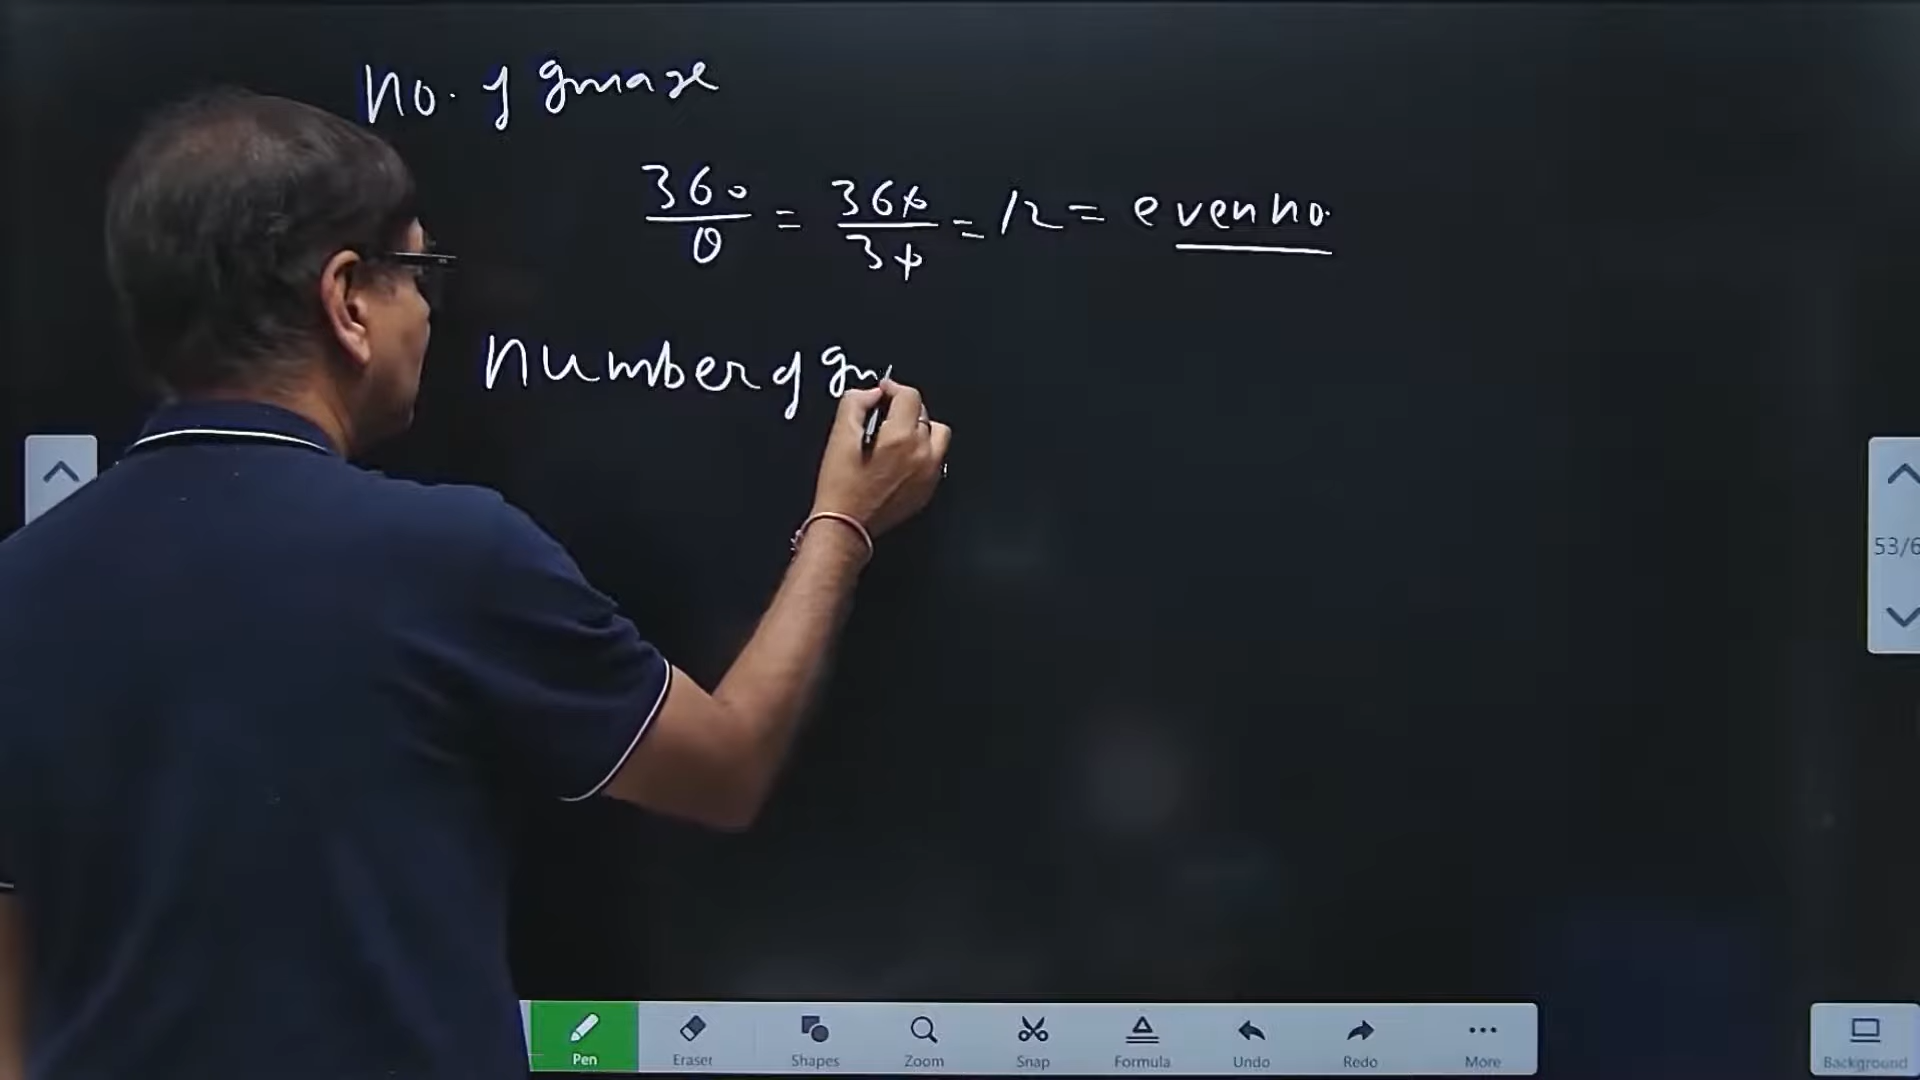 no. of image
360/θ = 360/30 = 12 = even no.
number of im
53/6
Pen Eraser Shapes Zoom Snap Formula Undo Redo More Background